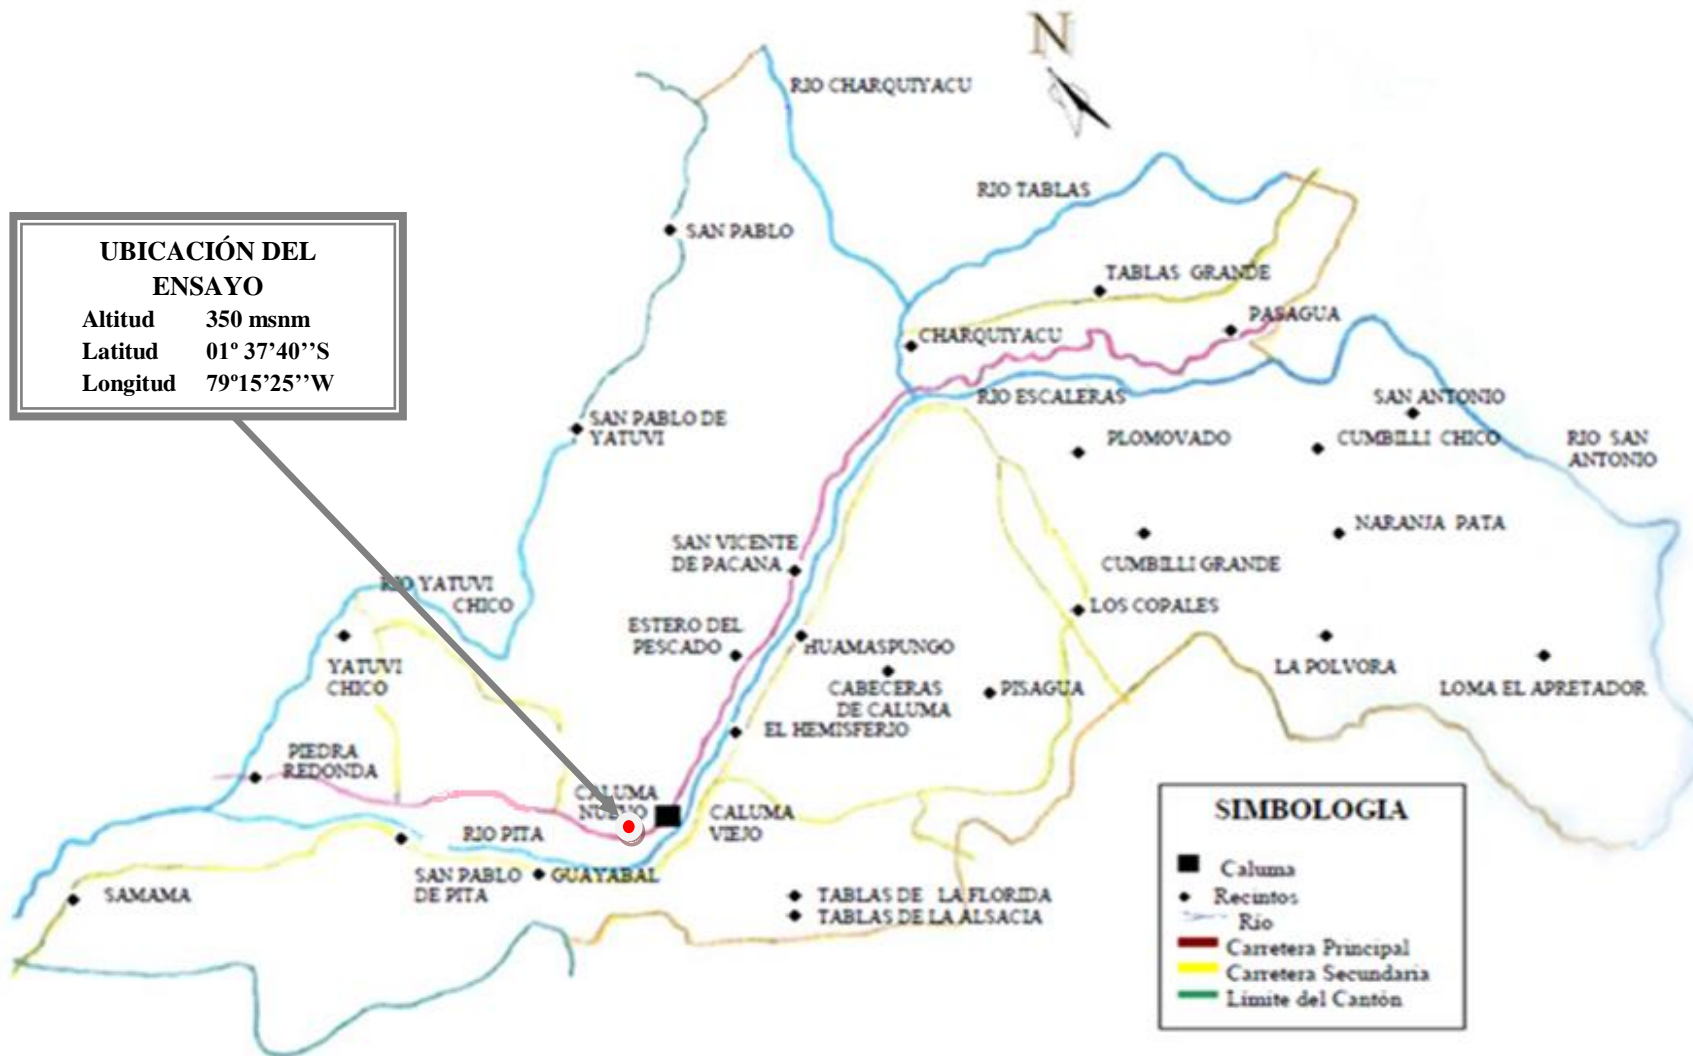 N
RIO CHARQUIYACU
RIO TABLAS
UBICACIÓN DEL
ENSAYO
Altitud 350 msnm
Latitud 01º 37’40’’S
Longitud 79º15’25’’W
SAN PABLO
TABLAS GRANDE
PASAGUA
CHARQUIYACU
RIO ESCALERAS
SAN ANTONIO
SAN PABLO DE
YATUVI
PLOMOVADO
CUMBILLI CHICO
RIO SAN
ANTONIO
NARANJA PATA
SAN VICENTE
DE PACANA
CUMBILLI GRANDE
RIO YATUVI
CHICO
LOS COPALES
ESTERO DEL
PESCADO
HUAMASPUNGO
YATUVI
CHICO
CABECERAS
DE CALUMA
PISAGUA
LA POLVORA
LOMA EL APRETADOR
EL HEMISFERIO
PIEDRA
REDONDA
CALUMA
NUEVO
CALUMA
VIEJO
RIO PITA
SAN PABLO
DE PITA
GUAYABAL
SAMAMA
TABLAS DE LA FLORIDA
TABLAS DE LA ALSACIA
SIMBOLOGIA
Caluma
Recintos
Río
Carretera Principal
Carretera Secundaria
Límite del Cantón